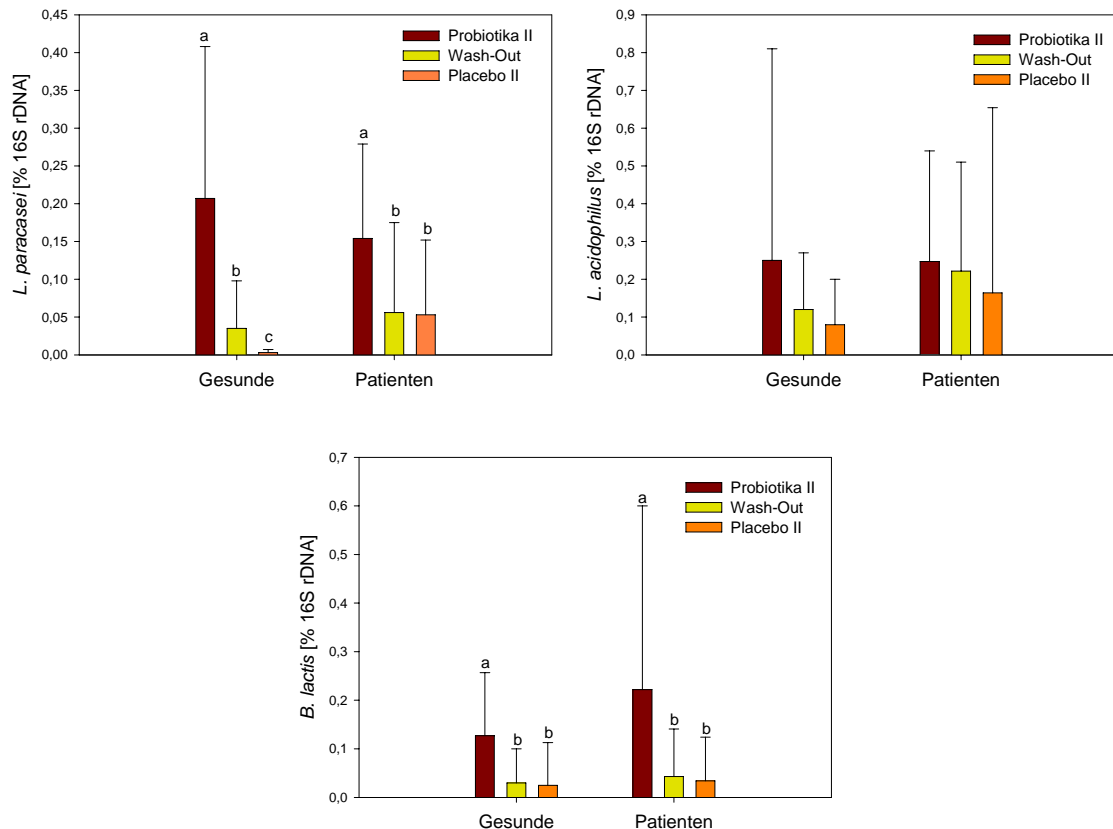 L. paracasei [% 16S rDNA]
0,45
0,40
0,35
0,30
0,25
0,20
0,15
0,10
0,05
0,00
Probiotika II
Wash-Out
Placebo II
a
b
c
a
b
b
Gesunde
Patienten
L. acidophilus [% 16S rDNA]
0,9
0,8
0,7
0,6
0,5
0,4
0,3
0,2
0,1
0,0
Probiotika II
Wash-Out
Placebo II
Gesunde
Patienten
B. lactis [% 16S rDNA]
0,7
0,6
0,5
0,4
0,3
0,2
0,1
0,0
Probiotika II
Wash-Out
Placebo II
a
b
b
a
b
b
Gesunde
Patienten